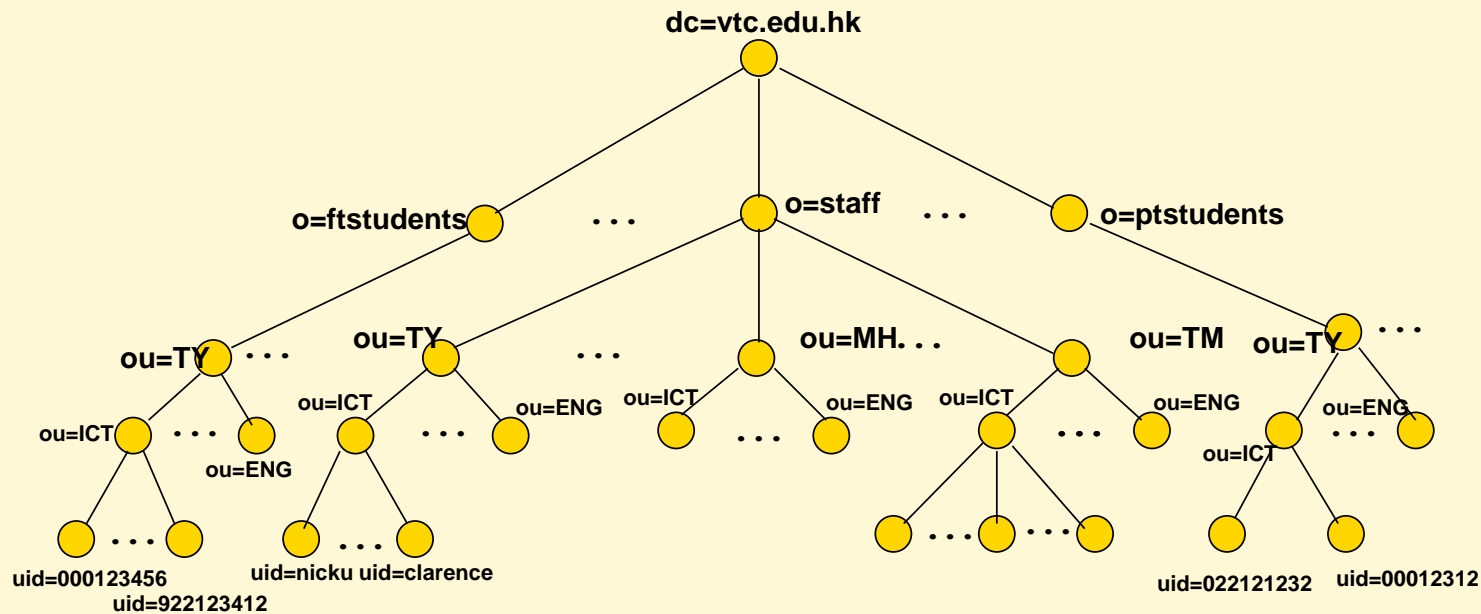 dc=vtc.edu.hk
o=ftstudents ... o=staff ... o=ptstudents
ou=TY ... ou=TY ... ou=MH... ou=TM ou=TY ...
ou=ICT ... ou=ENG ou=ICT ... ou=ENG ou=ICT ... ou=ENG ou=ICT ... ou=ENG ou=ICT ... ou=ENG
... ... ... ... 
uid=000123456 uid=922123412 uid=nicku uid=clarence uid=022121232 uid=00012312